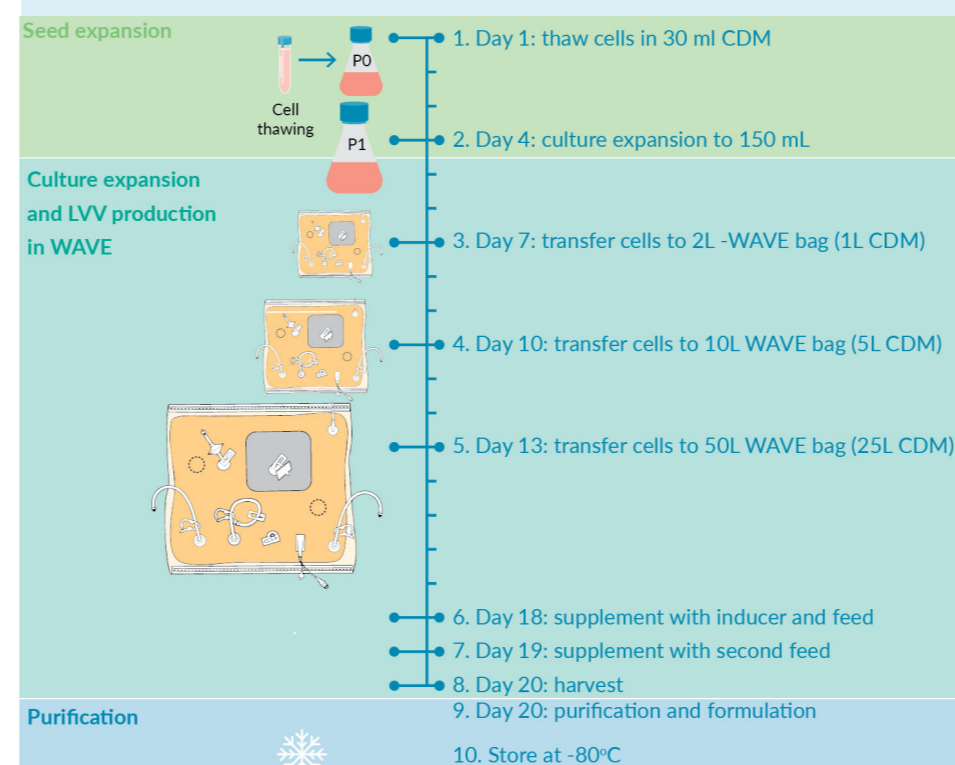 Seed expansion
Cell
thawing
P0
P1
1. Day 1: thaw cells in 30 ml CDM
2. Day 4: culture expansion to 150 mL
Culture expansion
and LVV production
in WAVE
3. Day 7: transfer cells to 2L -WAVE bag (1L CDM)
4. Day 10: transfer cells to 10L WAVE bag (5L CDM)
5. Day 13: transfer cells to 50L WAVE bag (25L CDM)
6. Day 18: supplement with inducer and feed
7. Day 19: supplement with second feed
8. Day 20: harvest
Purification
9. Day 20: purification and formulation
10. Store at -80°C